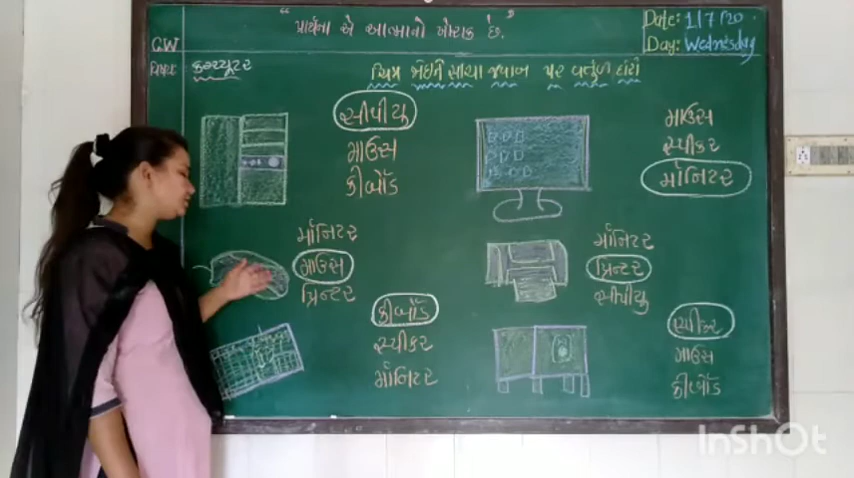 "પ્રાર્થના એ આત્માનો ખોરાક છે."
Date: 1/7/20
Day: Wednesday
CW
વિષય: કમ્પ્યુટર
ચિત્ર જોઈને સાચા જવાબ પર વર્તુળ દોરો
સીપીયુ
માઉસ
કીબોર્ડ
માઉસ
સ્પીકર
મોનિટર
મોનિટર
માઉસ
પ્રિન્ટર
મોનિટર
પ્રિન્ટર
સીપીયુ
કીબોર્ડ
સ્પીકર
મોનિટર
સ્પીકર
માઉસ
કીબોર્ડ
InShOt